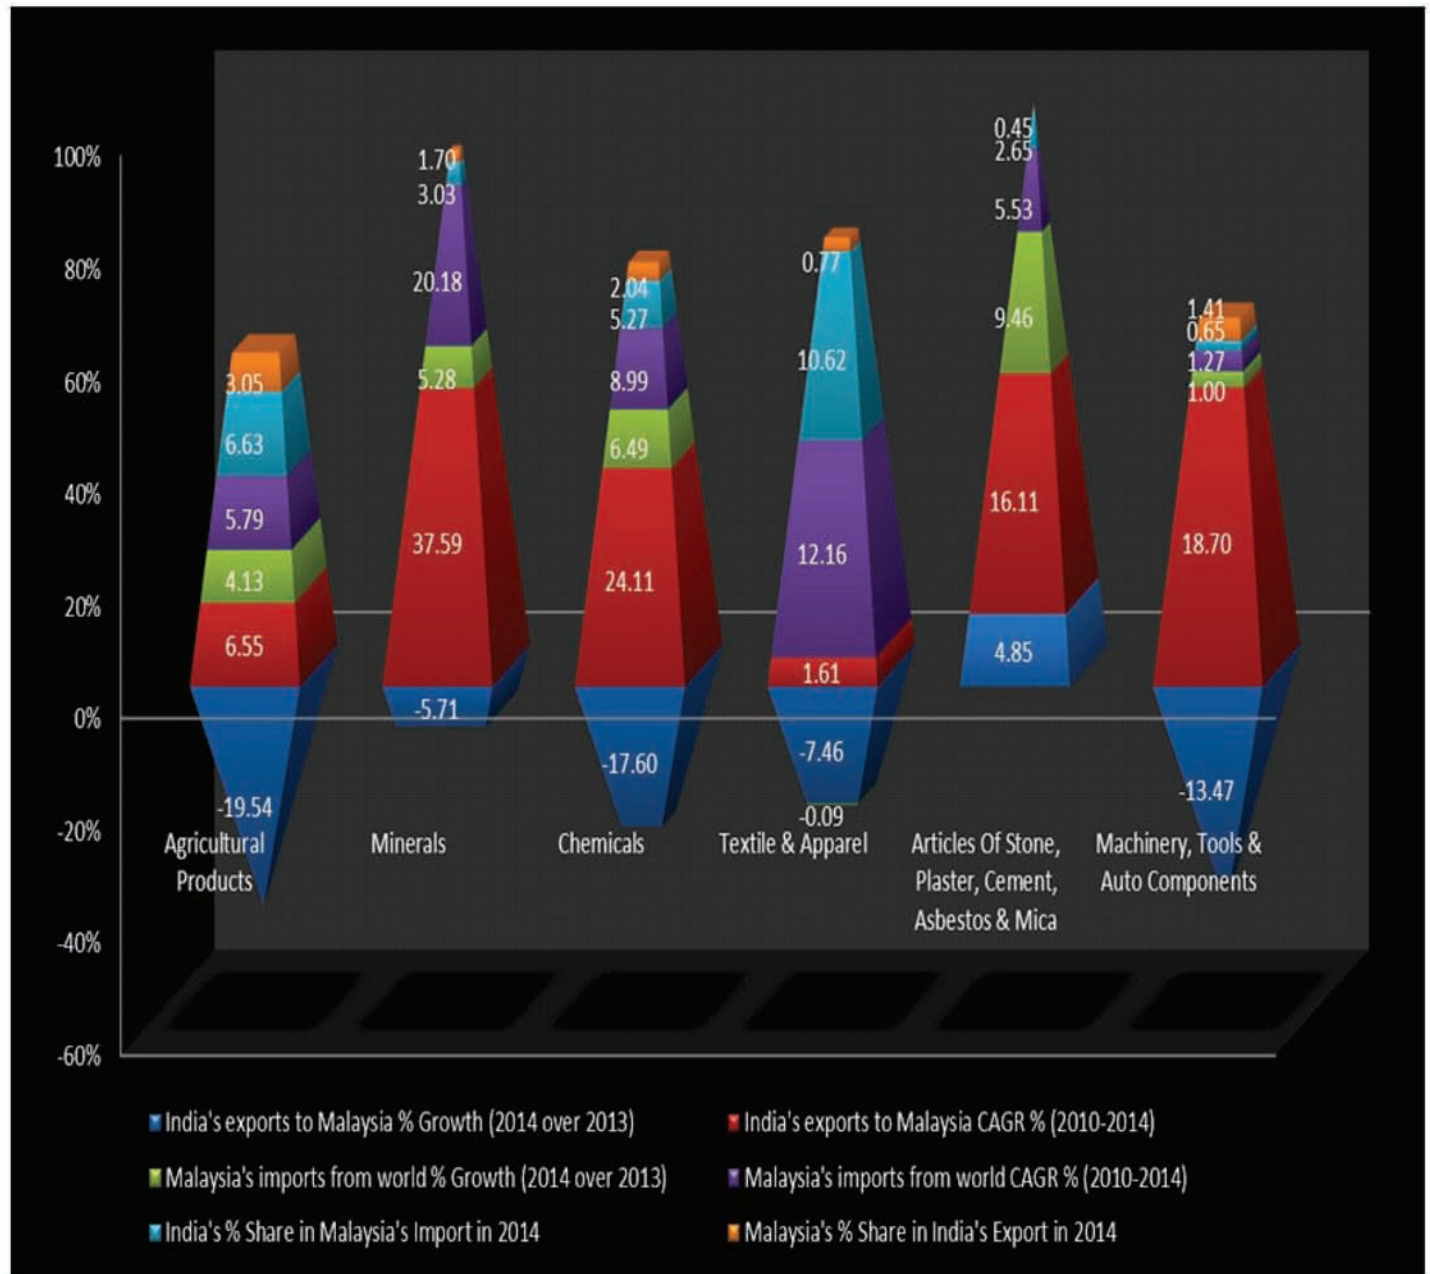 100%
80%
60%
40%
20%
0%
-20%
-40%
-60%
3.05
6.63
5.79
4.13
6.55
-19.54
Agricultural
Products
1.70
3.03
20.18
5.28
37.59
-5.71
Minerals
2.04
5.27
8.99
6.49
24.11
-17.60
Chemicals
0.77
10.62
12.16
1.61
-7.46
-0.09
Textile & Apparel
0.45
2.65
5.53
9.46
16.11
4.85
Articles Of Stone,
Plaster, Cement,
Asbestos & Mica
1.41
0.65
1.27
1.00
18.70
-13.47
Machinery, Tools &
Auto Components
India's exports to Malaysia % Growth (2014 over 2013)
India's exports to Malaysia CAGR % (2010-2014)
Malaysia's imports from world % Growth (2014 over 2013)
Malaysia's imports from world CAGR % (2010-2014)
India's % Share in Malaysia's Import in 2014
Malaysia's % Share in India's Export in 2014